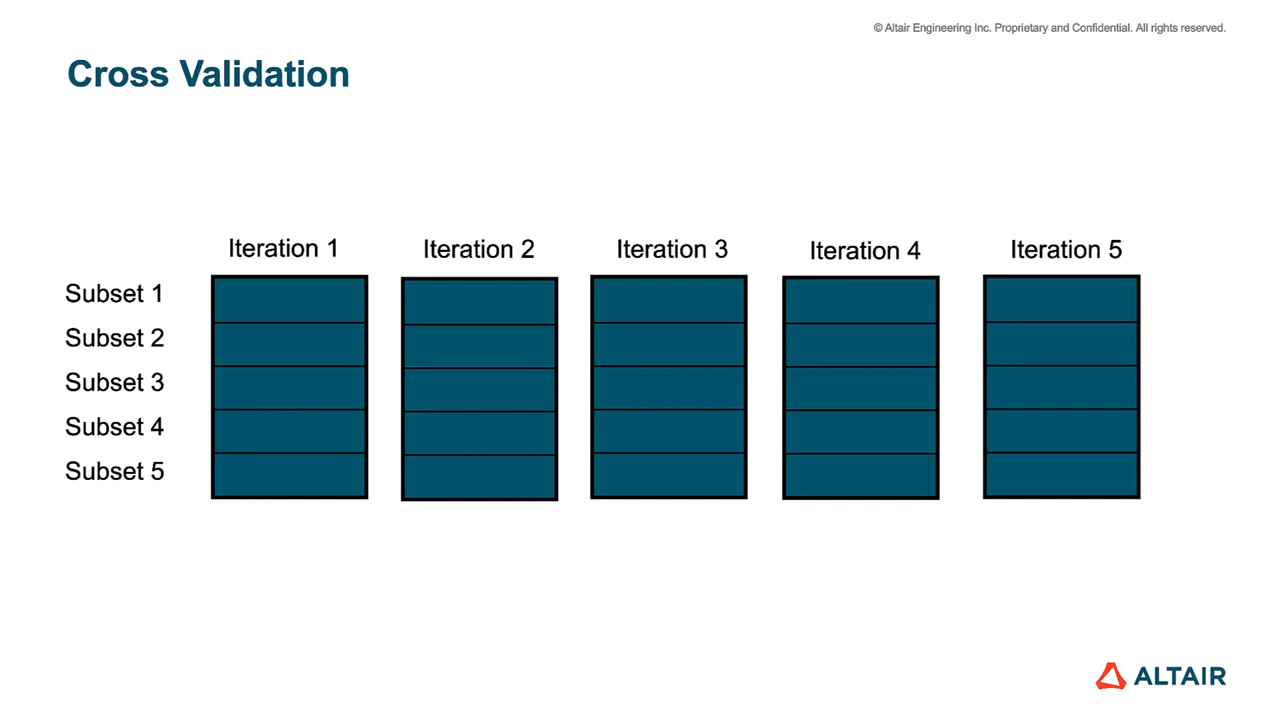 © Altair Engineering Inc. Proprietary and Confidential. All rights reserved.
Cross Validation
Iteration 1
Iteration 2
Iteration 3
Iteration 4
Iteration 5
Subset 1
Subset 2
Subset 3
Subset 4
Subset 5
ALTAIR